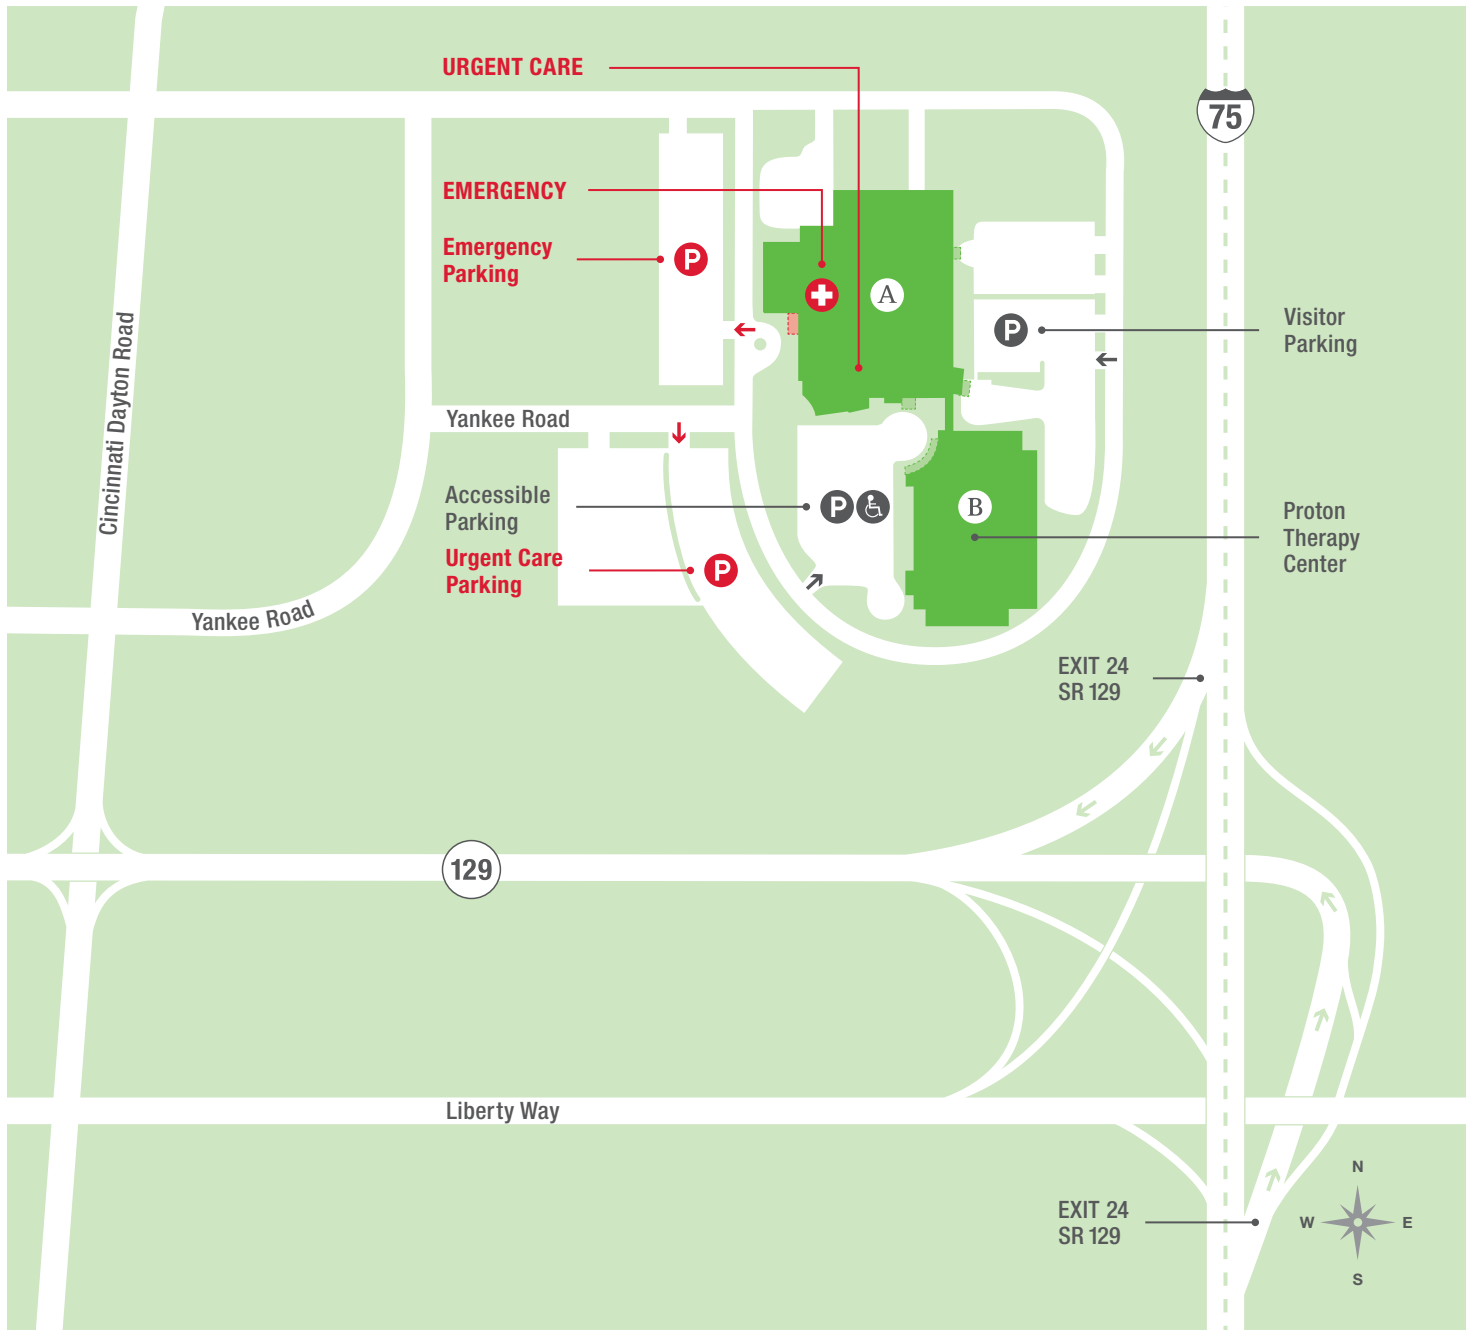 URGENT CARE
75
EMERGENCY
Emergency
Parking
P
A
Visitor
Parking
P
Cincinnati Dayton Road
Yankee Road
Accessible
Parking
P
B
Proton
Therapy
Center
Urgent Care
Parking
P
Yankee Road
EXIT 24
SR 129
129
Liberty Way
N
W
E
S
EXIT 24
SR 129